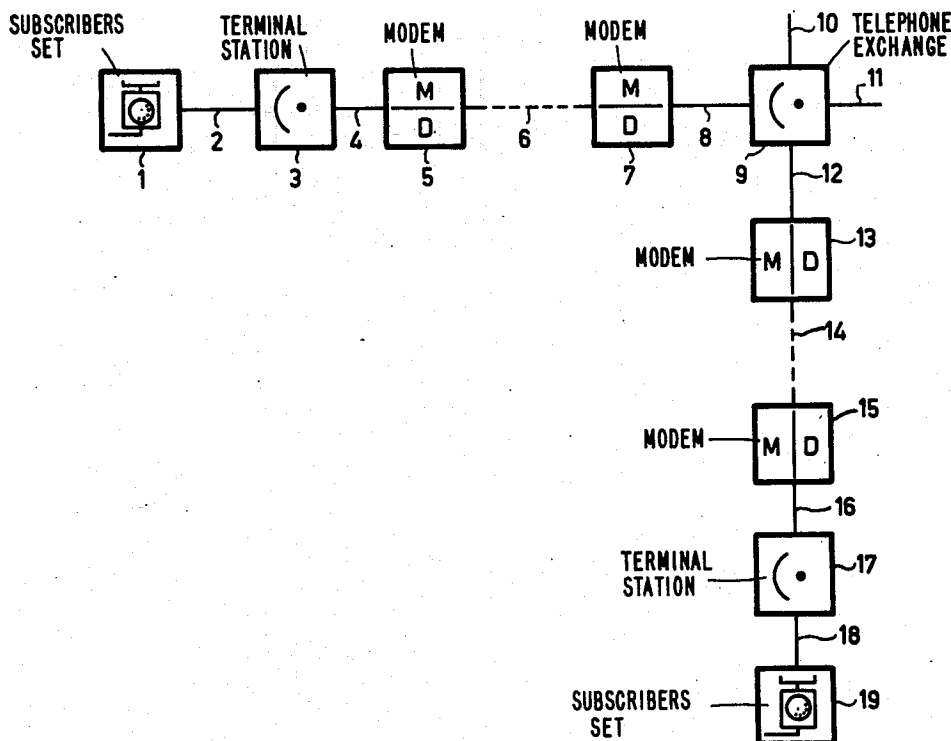 SUBSCRIBERS
SET
TERMINAL
STATION
MODEM
MODEM
10
TELEPHONE
EXCHANGE
11
M
D
M
D
1
2
3
4
5
6
7
8
9
12
13
MODEM
M
D
14
15
MODEM
M
D
16
TERMINAL
STATION
17
18
SUBSCRIBERS
SET
19